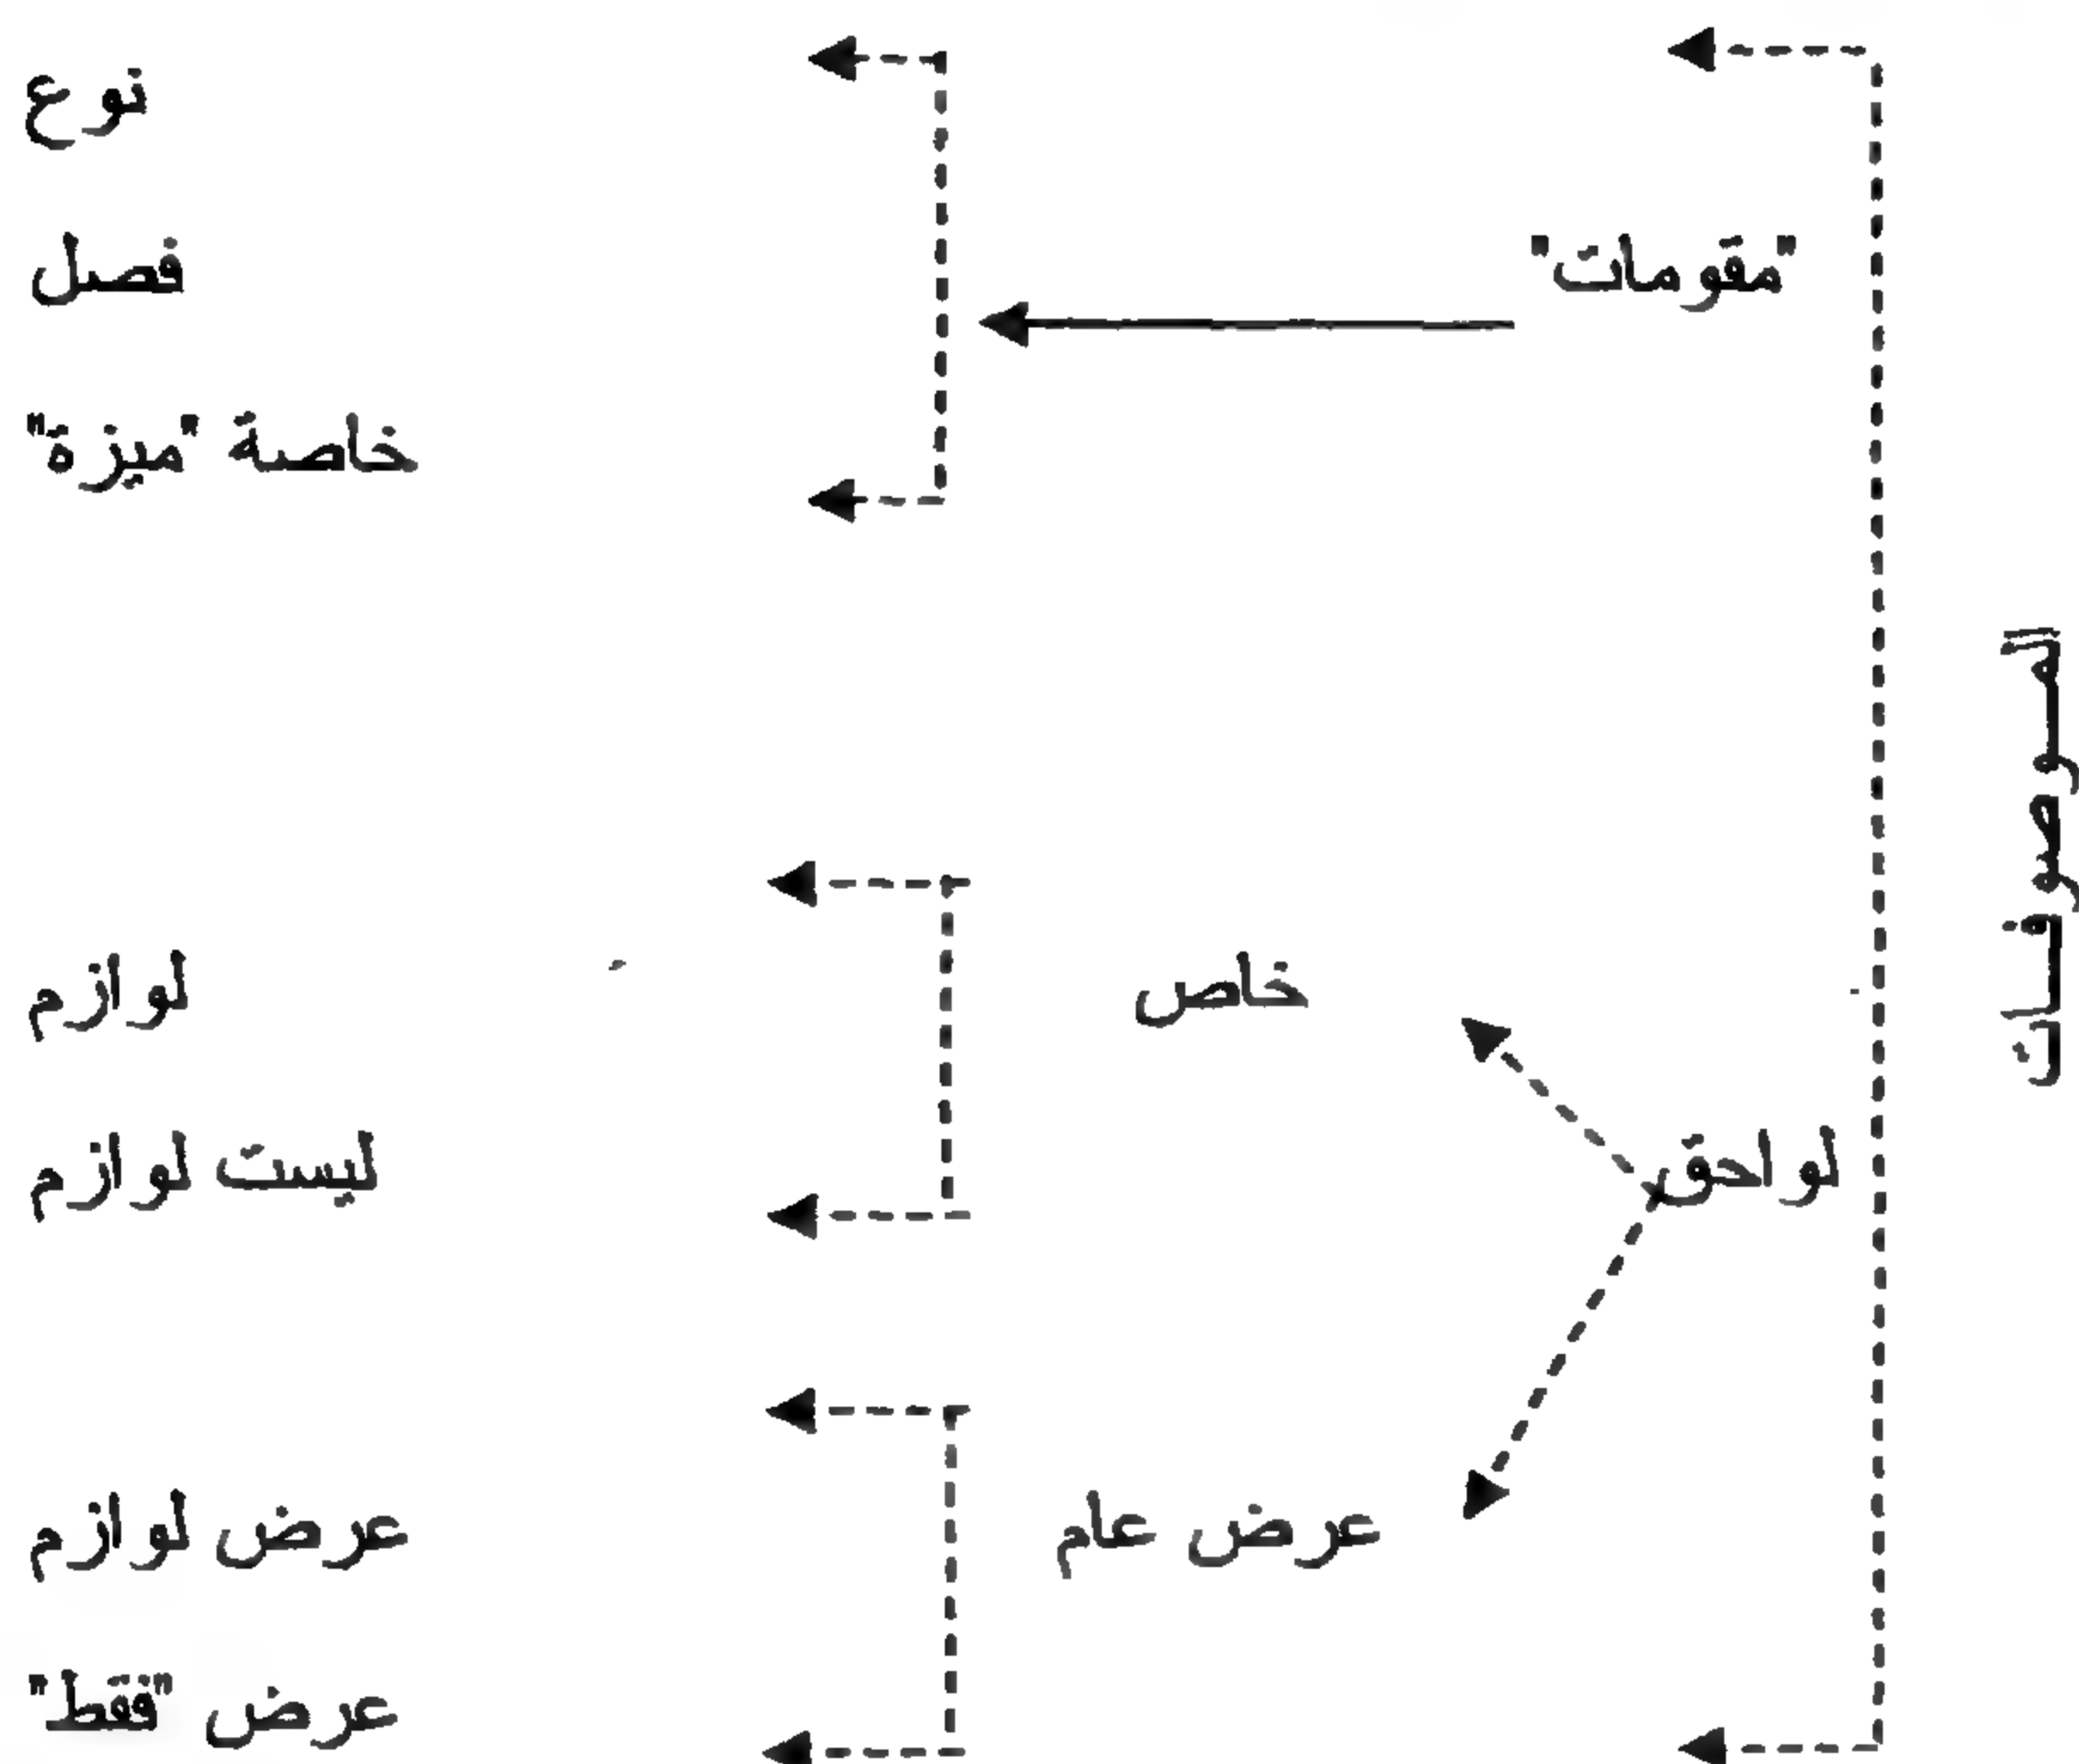 الموصوفات
"مقومات"
نوع
فصل
خاصة "ميزة"
لواحق
خاص
لوازم
ليست لوازم
عرض عام
عرض لوازم
عرض "فقط"